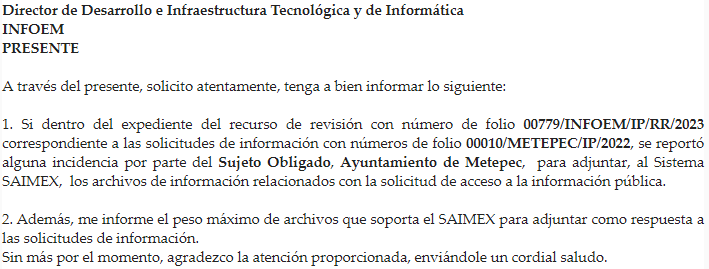 Director de Desarrollo e Infraestructura Tecnológica y de Informática
INFOEM
PRESENTE
A través del presente, solicito atentamente, tenga a bien informar lo siguiente:
1. Si dentro del expediente del recurso de revisión con número de folio 00779/INFOEM/IP/RR/2023
correspondiente a las solicitudes de información con números de folio 00010/METEPEC/IP/2022, se reportó
alguna incidencia por parte del Sujeto Obligado, Ayuntamiento de Metepec, para adjuntar, al Sistema
SAIMEX, los archivos de información relacionados con la solicitud de acceso a la información pública.
2. Además, me informe el peso máximo de archivos que soporta el SAIMEX para adjuntar como respuesta a
las solicitudes de información.
Sin más por el momento, agradezco la atención proporcionada, enviándole un cordial saludo.